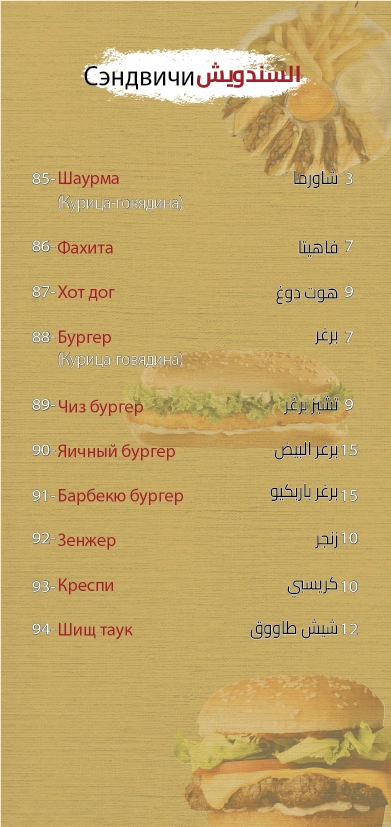 Сэндвичи السندويش
85- Шаурма شاورما 3
(Курица-говядина)
86- Фахита فاهيتا 7
87- Хот дог هوت دوغ 9
88- Бургер برغر 7
(Курица говядина)
89- Чиз бургер تشيز برغر 9
90- Яичный бургер برغر البيض 15
91- Барбекю бургер برغر باربكيو 15
92- Зенжер زنجر 10
93- Креспи كريسبي 10
94- Шищ таук شيش طاووق 12